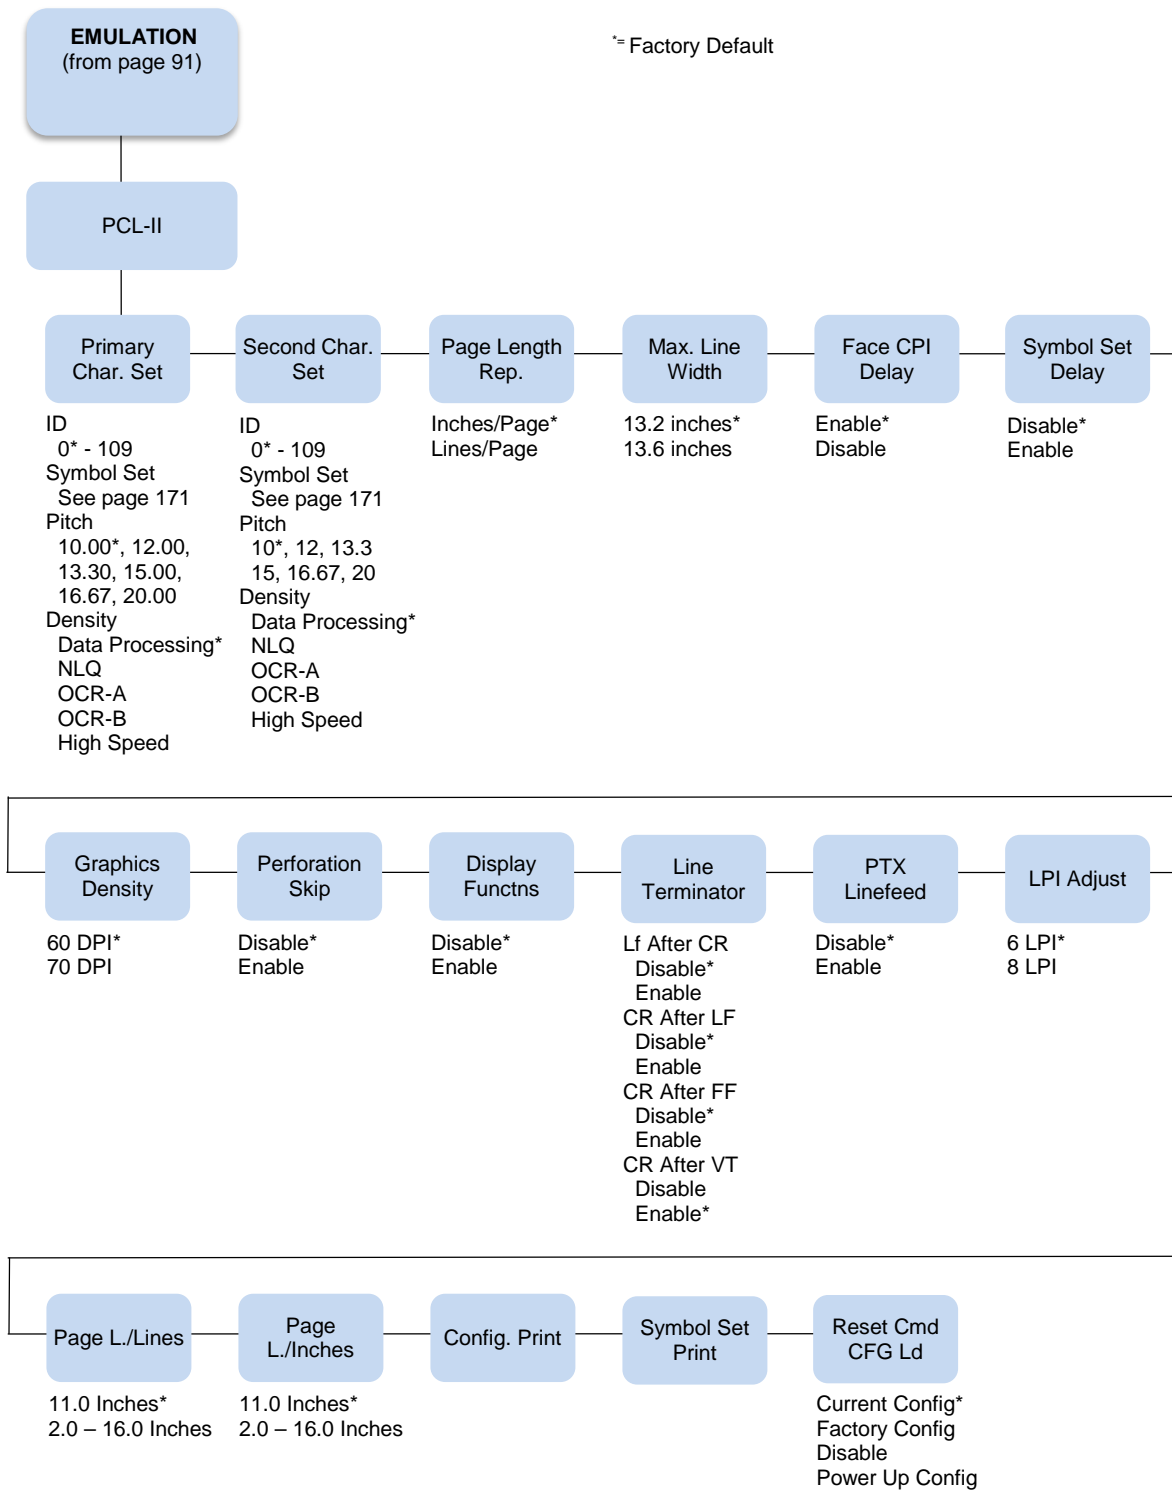 EMULATION
(from page 91)
*= Factory Default
PCL-II
Primary
Char. Set
Second Char.
Set
Page Length
Rep.
Max. Line
Width
Face CPI
Delay
Symbol Set
Delay
ID
0* - 109
Symbol Set
See page 171
Pitch
10.00*, 12.00,
13.30, 15.00,
16.67, 20.00
Density
Data Processing*
NLQ
OCR-A
OCR-B
High Speed
ID
0* - 109
Symbol Set
See page 171
Pitch
10*, 12, 13.3
15, 16.67, 20
Density
Data Processing*
NLQ
OCR-A
OCR-B
High Speed
Inches/Page*
Lines/Page
13.2 inches*
13.6 inches
Enable*
Disable
Disable*
Enable
Graphics
Density
Perforation
Skip
Display
Functns
Line
Terminator
PTX
Linefeed
LPI Adjust
60 DPI*
70 DPI
Disable*
Enable
Disable*
Enable
Lf After CR
Disable*
Enable
CR After LF
Disable*
Enable
CR After FF
Disable*
Enable
CR After VT
Disable
Enable*
Disable*
Enable
6 LPI*
8 LPI
Page L./Lines
Page
L./Inches
Config. Print
Symbol Set
Print
Reset Cmd
CFG Ld
11.0 Inches*
2.0 – 16.0 Inches
11.0 Inches*
2.0 – 16.0 Inches
Current Config*
Factory Config
Disable
Power Up Config